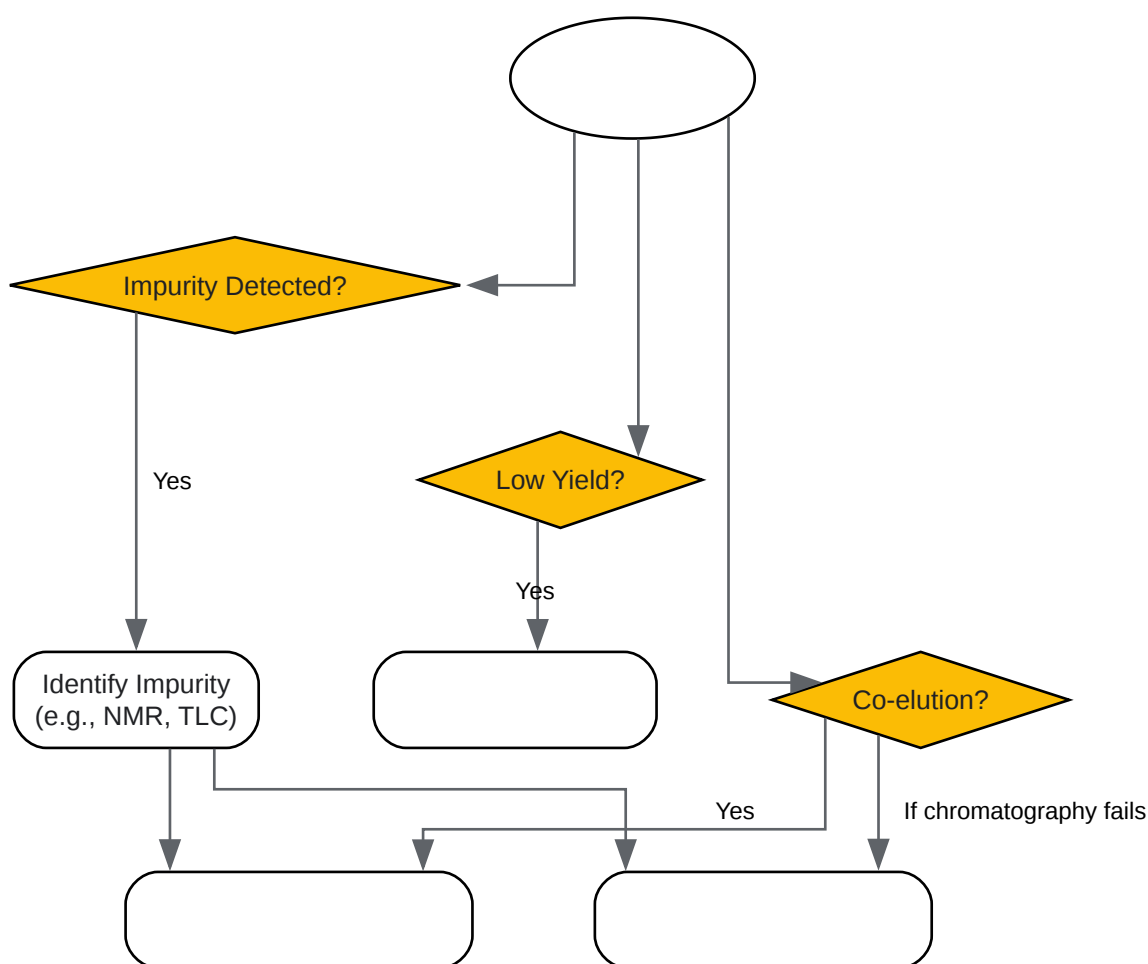 Impurity Detected?
Yes
Low Yield?
Yes
Identify Impurity
(e.g., NMR, TLC)
Co-elution?
Yes
If chromatography fails